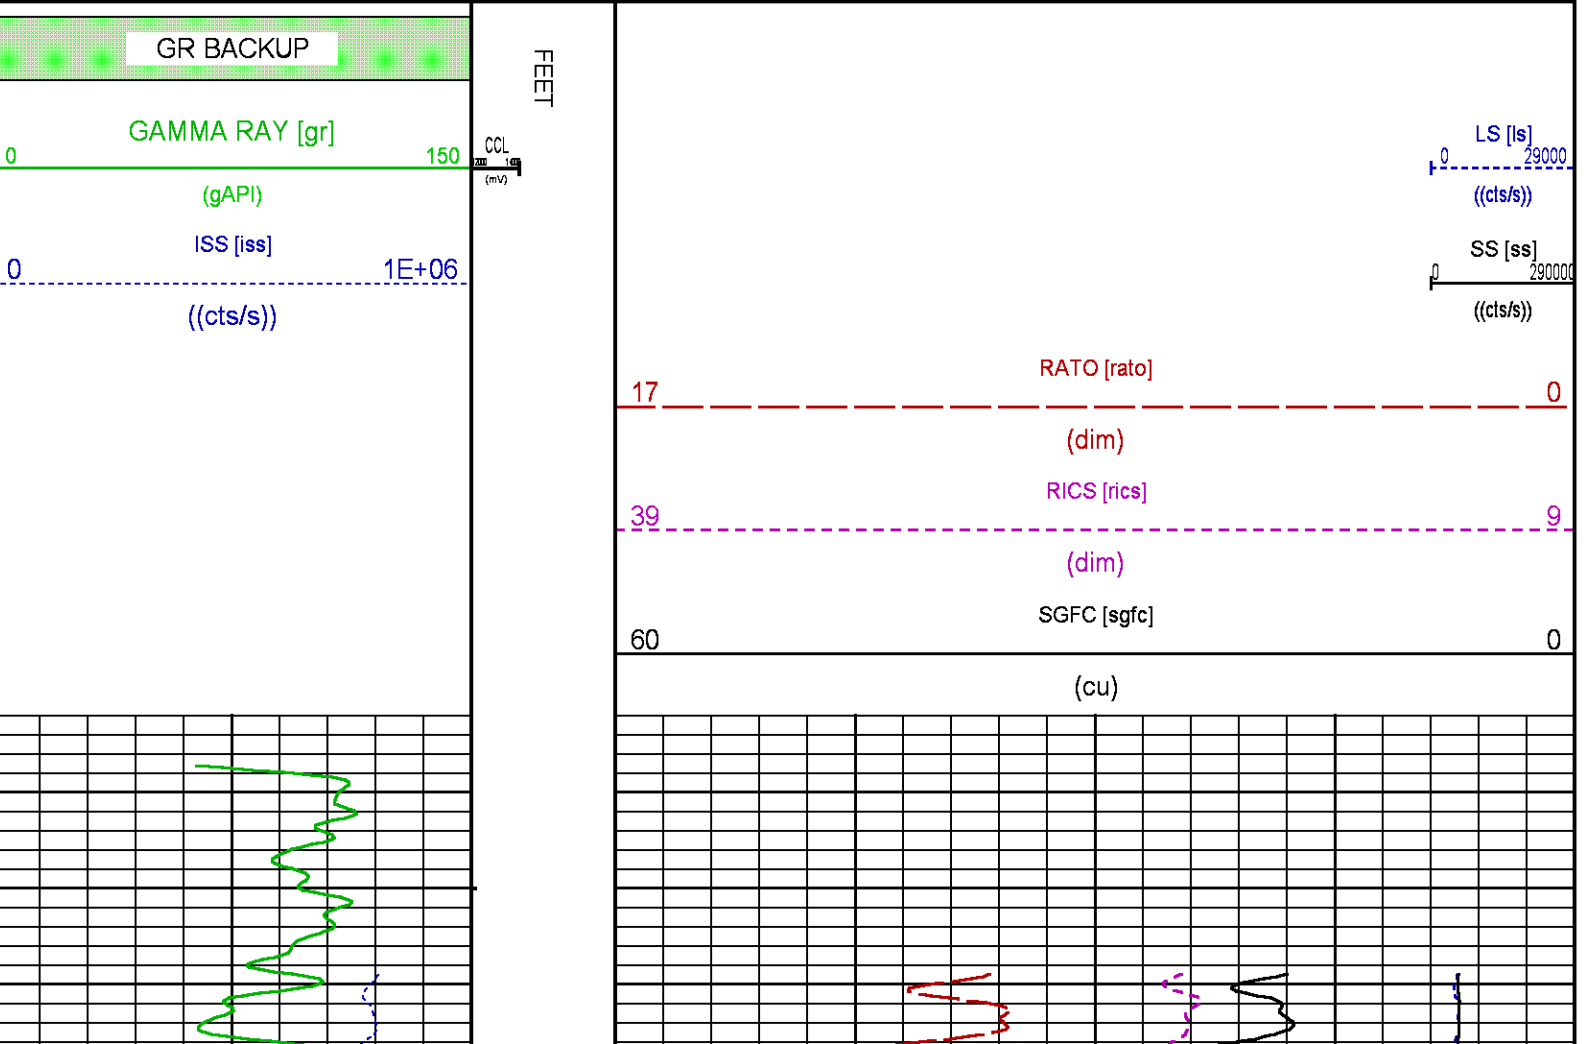 GR BACKUP
FEET
GAMMA RAY [gr]
0 150
(gAPI)
CCL
(mV)
ISS [iss]
0 1E+06
((cts/s))
LS [ls]
0 29000
((cts/s))
SS [ss]
0 290000
((cts/s))
RATO [rato]
17 0
(dim)
RICS [rics]
39 9
(dim)
SGFC [sgfc]
60 0
(cu)